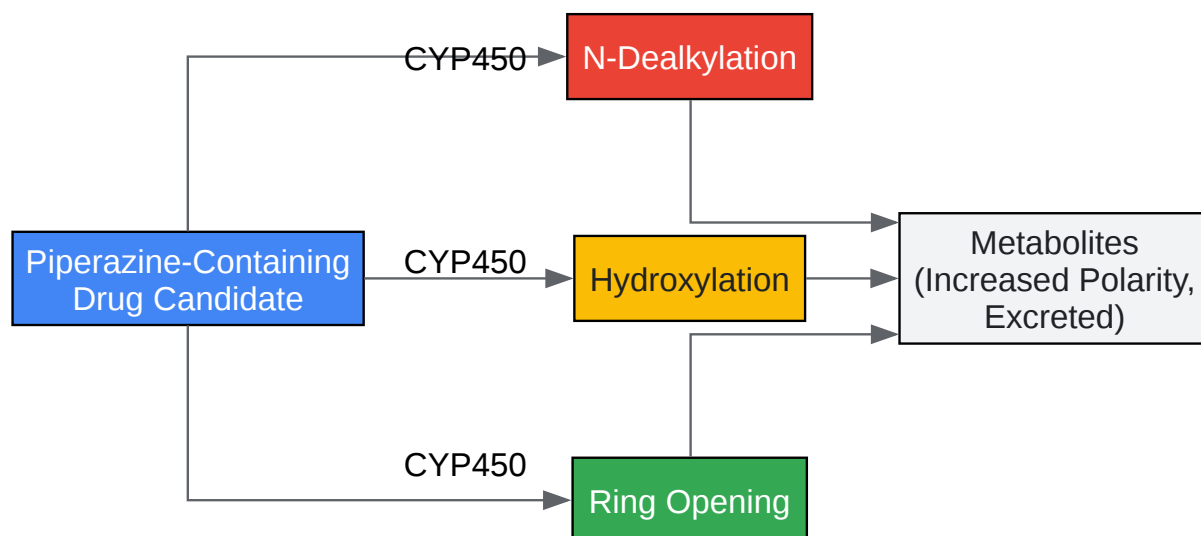 CYP450
N-Dealkylation
Piperazine-Containing
Drug Candidate
CYP450
Hydroxylation
Metabolites
(Increased Polarity,
Excreted)
CYP450
Ring Opening